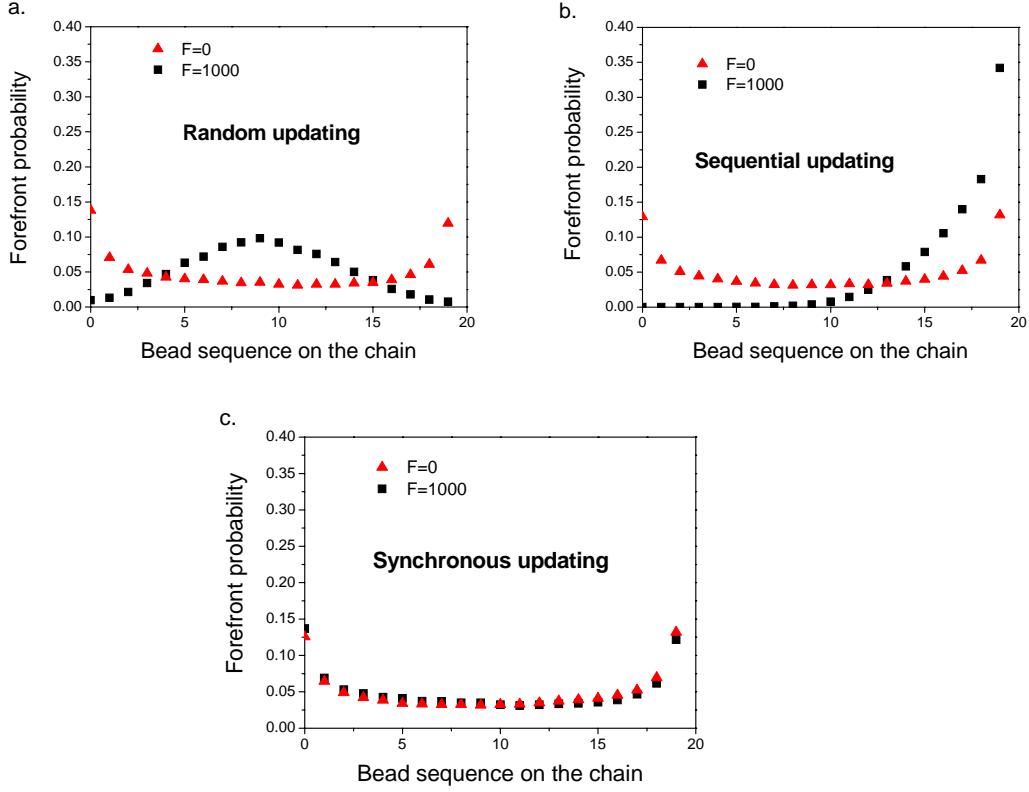 a.
0.40
0.35
0.30
0.25
0.20
0.15
0.10
0.05
0.00
Forefront probability
F=0
F=1000
Random updating
0 5 10 15 20
Bead sequence on the chain
b.
0.40
0.35
0.30
0.25
0.20
0.15
0.10
0.05
0.00
Forefront probability
F=0
F=1000
Sequential updating
0 5 10 15 20
Bead sequence on the chain
c.
0.40
0.35
0.30
0.25
0.20
0.15
0.10
0.05
0.00
Forefront probability
F=0
F=1000
Synchronous updating
0 5 10 15 20
Bead sequence on the chain